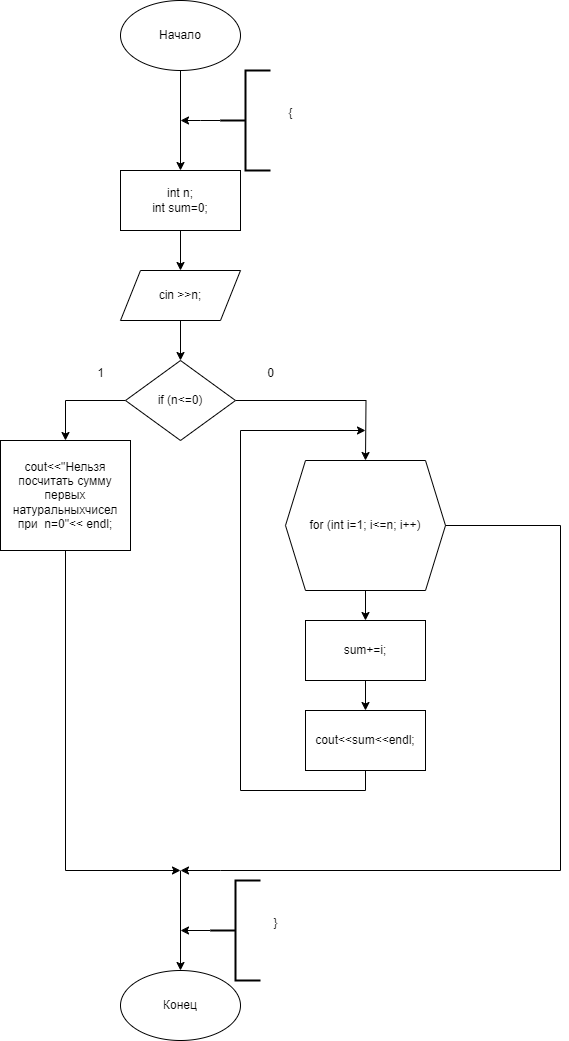 Начало
{
int n;
int sum=0;
cin >>n;
1
0
if (n<=0)
cout<<"Нельзя
посчитать сумму
первых
натуральныхчисел
при n=0"<< endl;
for (int i=1; i<=n; i++)
sum+=i;
cout<<sum<<endl;
}
Конец